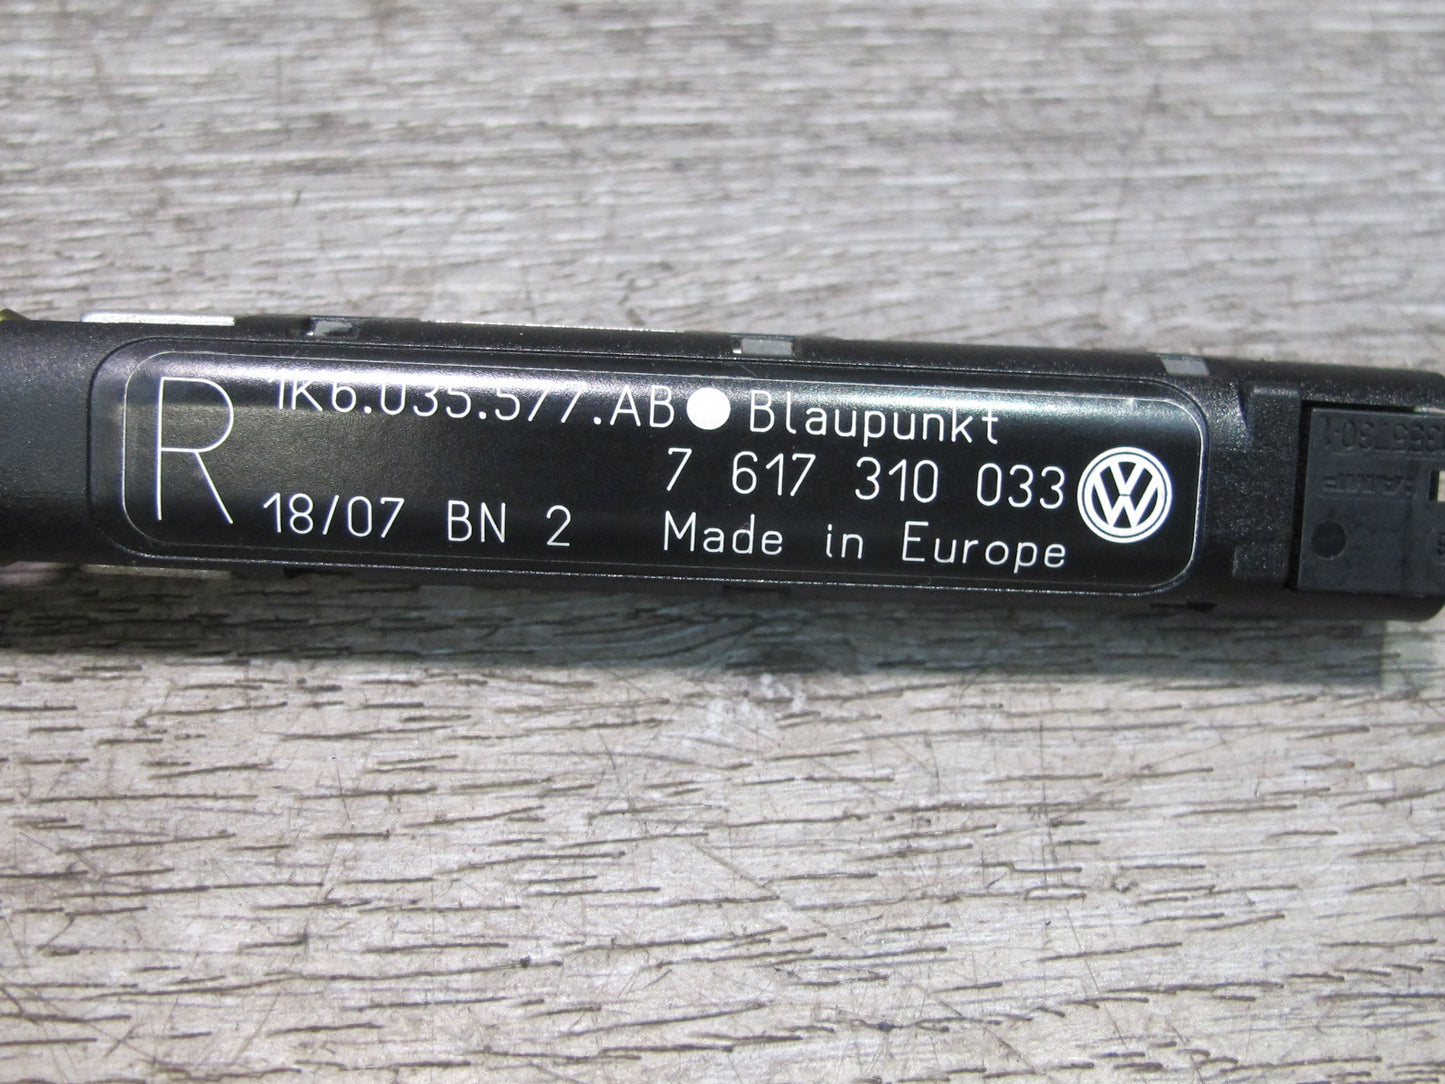 R
1K6.035.577.AB Blaupunkt
7 617 310 033
18/07 BN 2 Made in Europe